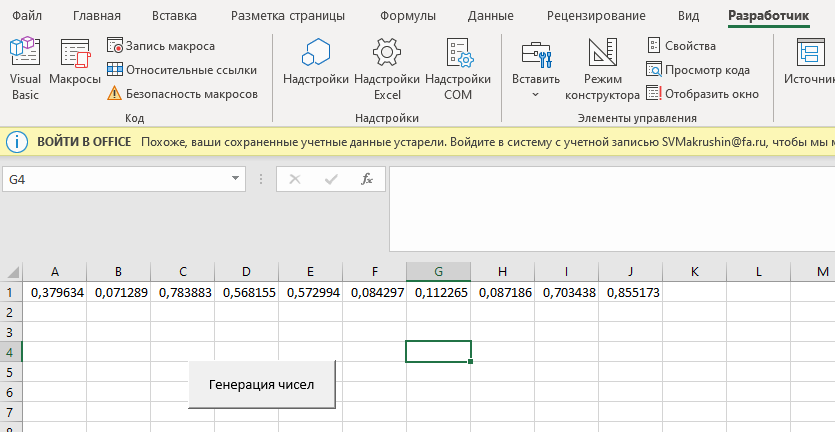 Файл Главная Вставка Разметка страницы Формулы Данные Рецензирование Вид Разработчик
Visual Basic
Макросы
Запись макроса
Относительные ссылки
Безопасность макросов
Код
Надстройки
Надстройки Excel
Надстройки COM
Надстройки
Вставить
Режим конструктора
Свойства
Просмотр кода
Отобразить окно
Элементы управления
Источник
ВОЙТИ В OFFICE Похоже, ваши сохраненные учетные данные устарели. Войдите в систему с учетной записью SVMakrushin@fa.ru, чтобы мы м
G4
fx
A B C D E F G H I J K L M
1 0,379634 0,071289 0,783883 0,568155 0,572994 0,084297 0,112265 0,087186 0,703438 0,855173
2
3
4
5
Генерация чисел
6
7
8